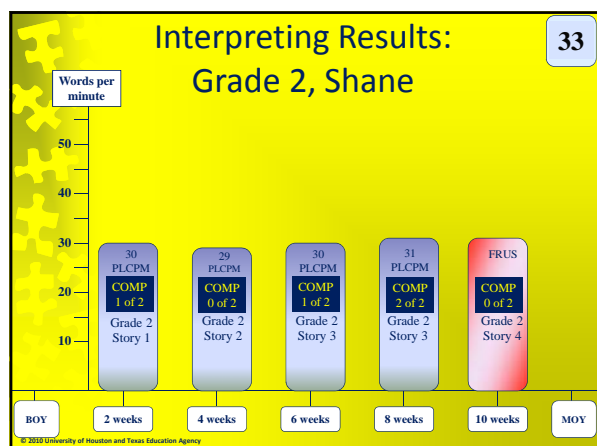 Interpreting Results:
Grade 2, Shane
33
Words per
minute
50
40
30
20
10
30
PLCPM
COMP
1 of 2
Grade 2
Story 1
29
PLCPM
COMP
0 of 2
Grade 2
Story 2
30
PLCPM
COMP
1 of 2
Grade 2
Story 3
31
PLCPM
COMP
2 of 2
Grade 2
Story 3
FRUS
COMP
0 of 2
Grade 2
Story 4
BOY
2 weeks
4 weeks
6 weeks
8 weeks
10 weeks
MOY
© 2010 University of Houston and Texas Education Agency